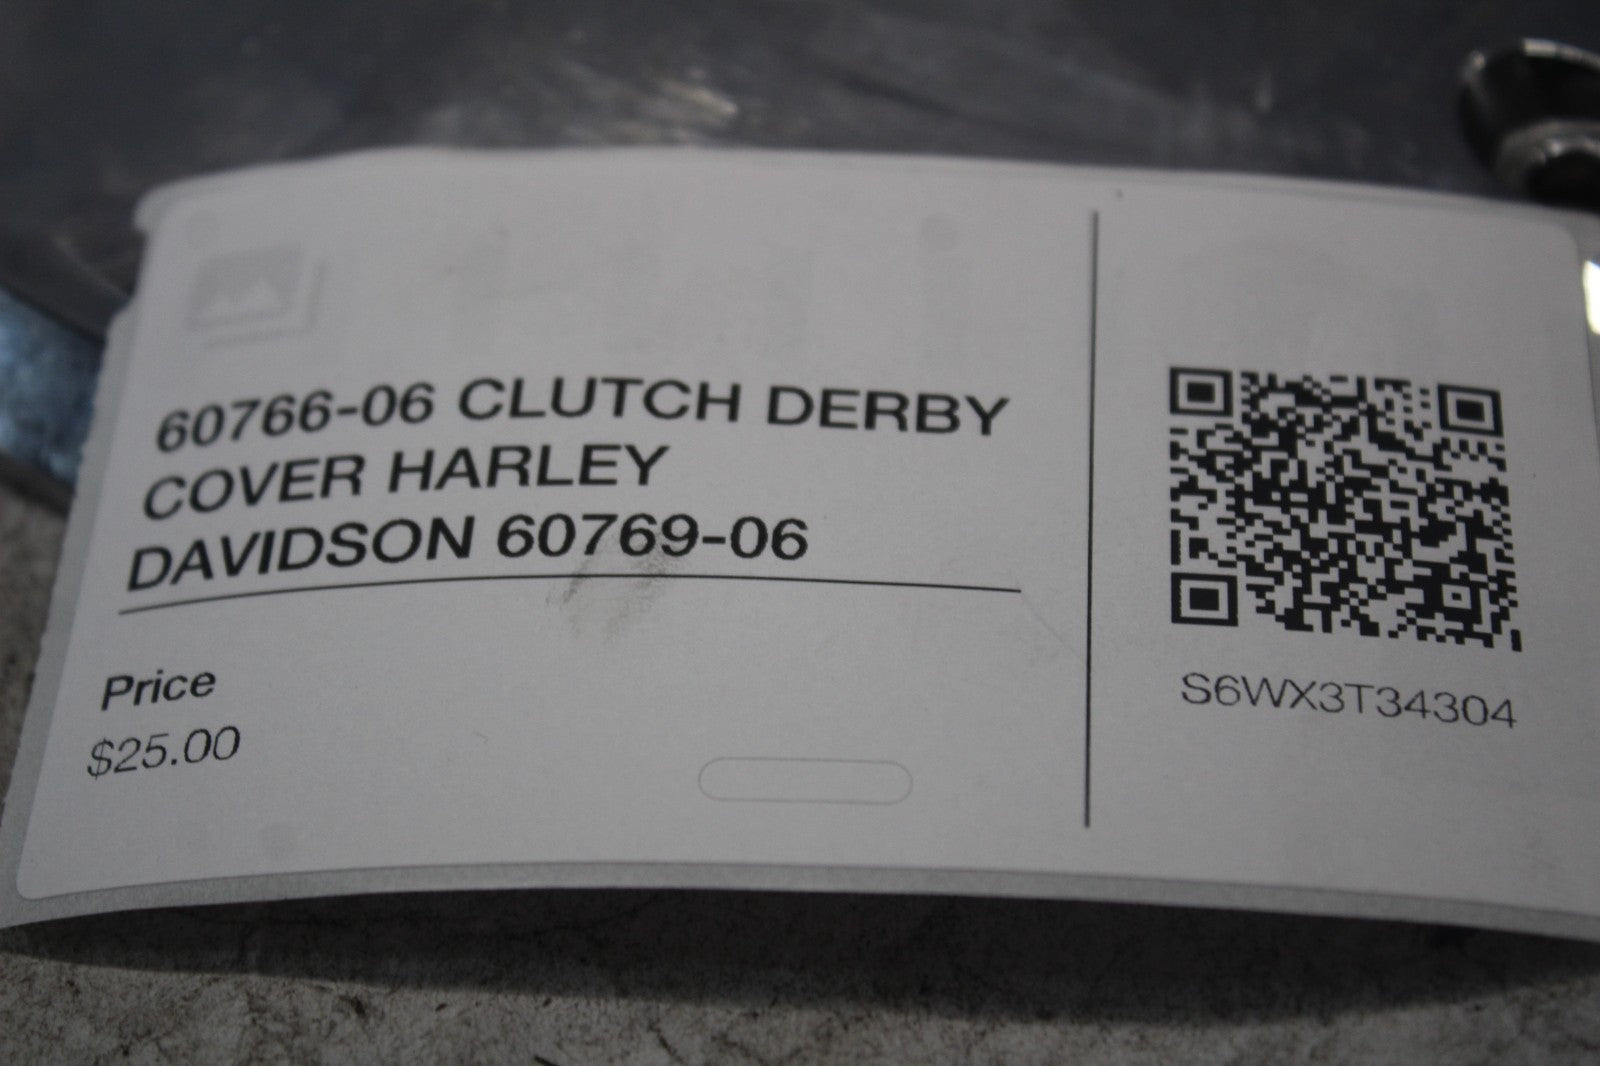 60766-06 CLUTCH DERBY
COVER HARLEY
DAVIDSON 60769-06
Price
$25.00
S6WX3T34304